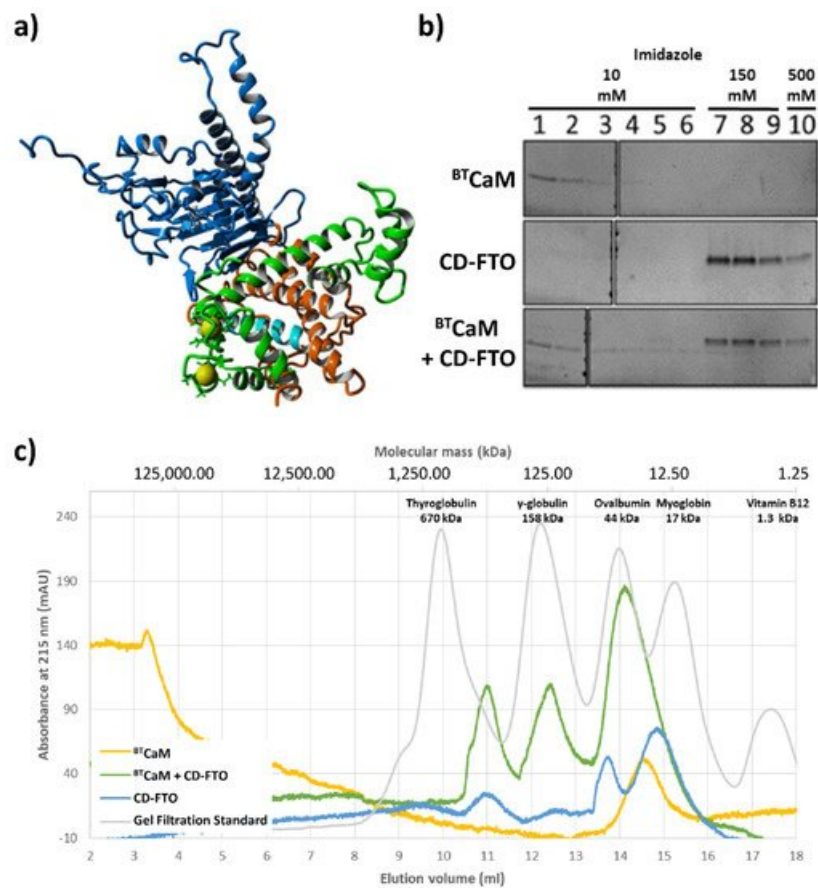 a)
b)
Imidazole
10 mM 150 mM 500 mM
1 2 3 4 5 6 7 8 9 10
BTCaM
CD-FTO
BTCaM + CD-FTO
c)
Molecular mass (kDa)
125,000.00 12,500.00 1,250.00 125.00 12.50 1.25
Thyroglobulin γ-globulin Ovalbumin Myoglobin Vitamin B12
670 kDa 158 kDa 44 kDa 17 kDa 1.3 kDa
240
190
140
90
40
-10
Absorbance at 215 nm (mAU)
BTCaM
BTCaM + CD-FTO
CD-FTO
Gel Filtration Standard
2 3 4 5 6 7 8 9 10 11 12 13 14 15 16 17 18
Elution volume (ml)